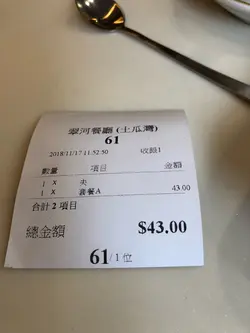 翠河餐廳 (土瓜灣)
61
2018/11/17 11:52:50 收銀1
數量 項目 金額
1 X 尖
1 X 套餐A 43.00
合計 2 項目
總金額 $43.00
61/1位